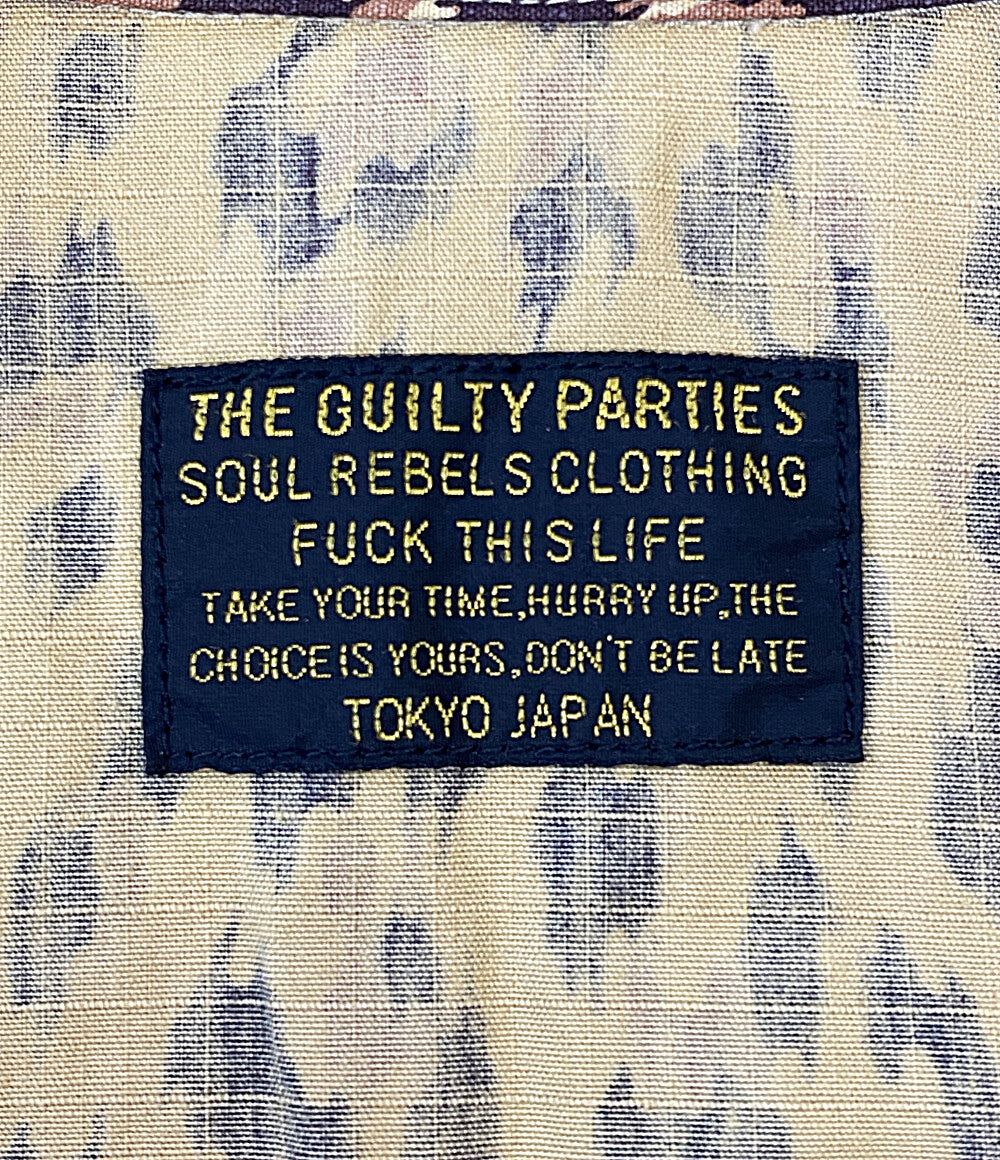 THE GUILTY PARTIES
SOUL REBELS CLOTHING
FUCK THIS LIFE
TAKE YOUR TIME,HURRY UP,THE
CHOICE IS YOURS,DON'T BE LATE
TOKYO JAPAN